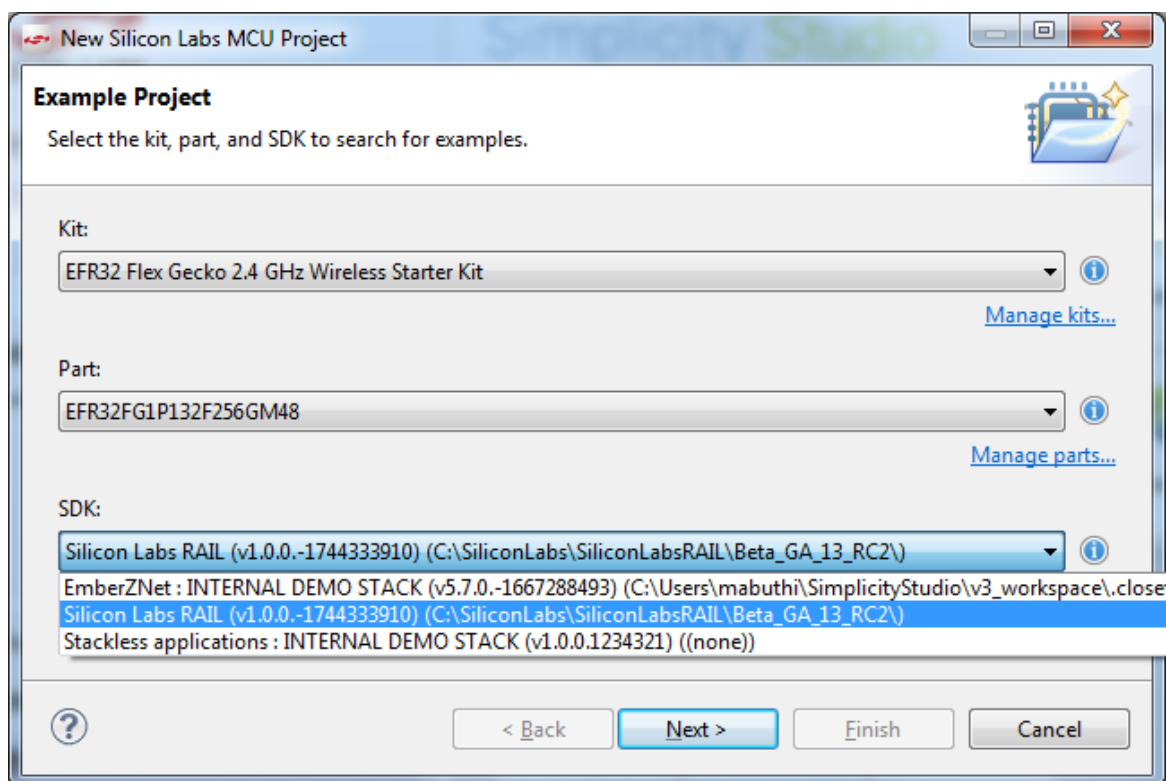 Simplicity Studio
New Silicon Labs MCU Project
Example Project
Select the kit, part, and SDK to search for examples.
Kit:
EFR32 Flex Gecko 2.4 GHz Wireless Starter Kit
Manage kits...
Part:
EFR32FG1P132F256GM48
Manage parts...
SDK:
Silicon Labs RAIL (v1.0.0.-1744333910) (C:\SiliconLabs\SiliconLabsRAIL\Beta_GA_13_RC2\)
EmberZNet : INTERNAL DEMO STACK (v5.7.0.-1667288493) (C:\Users\mabuthi\SimplicityStudio\v3_workspace\.closet
Silicon Labs RAIL (v1.0.0.-1744333910) (C:\SiliconLabs\SiliconLabsRAIL\Beta_GA_13_RC2\)
Stackless applications : INTERNAL DEMO STACK (v1.0.0.1234321) ((none))
?
< Back
Next >
Finish
Cancel